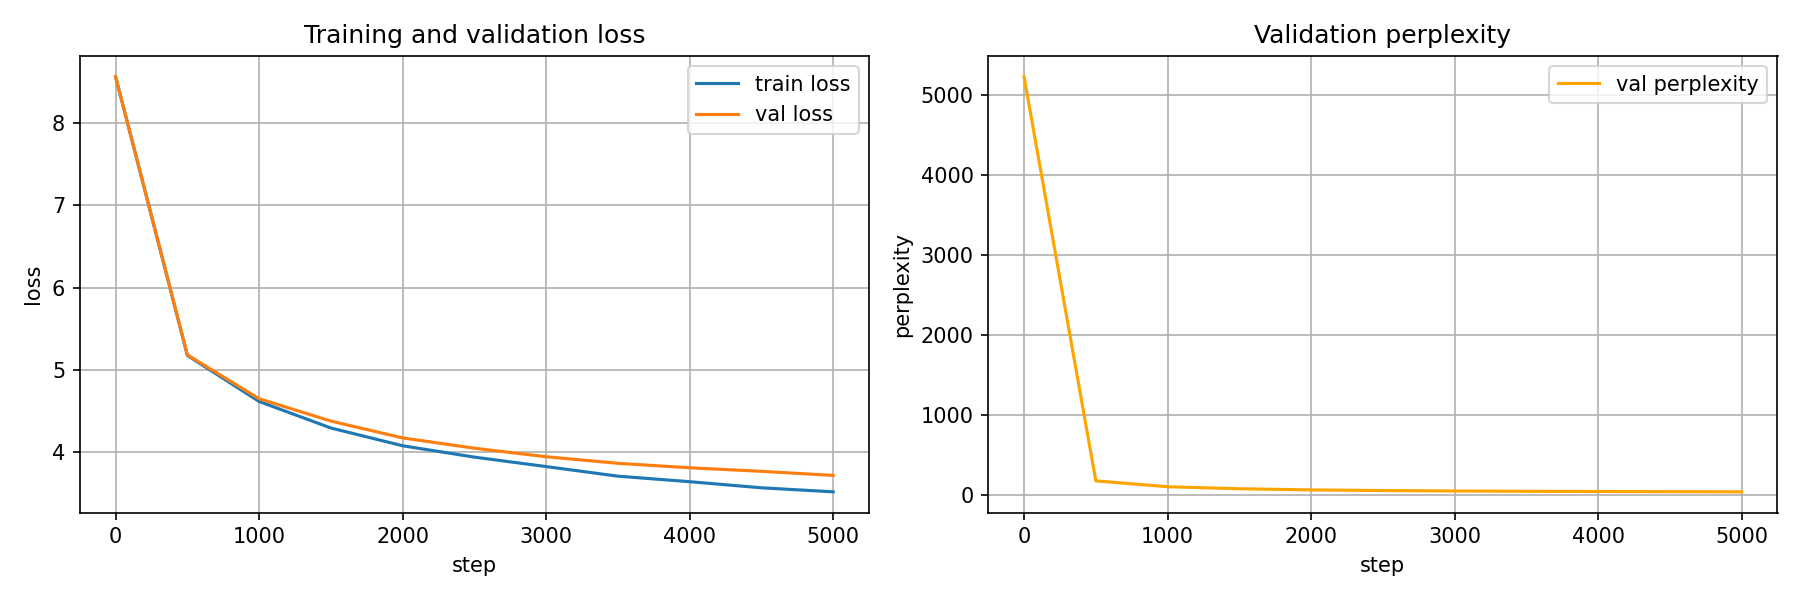 Training and validation loss
train loss
val loss
8
7
6
5
4
loss
0 1000 2000 3000 4000 5000
step
Validation perplexity
val perplexity
5000
4000
3000
2000
1000
0
perplexity
0 1000 2000 3000 4000 5000
step